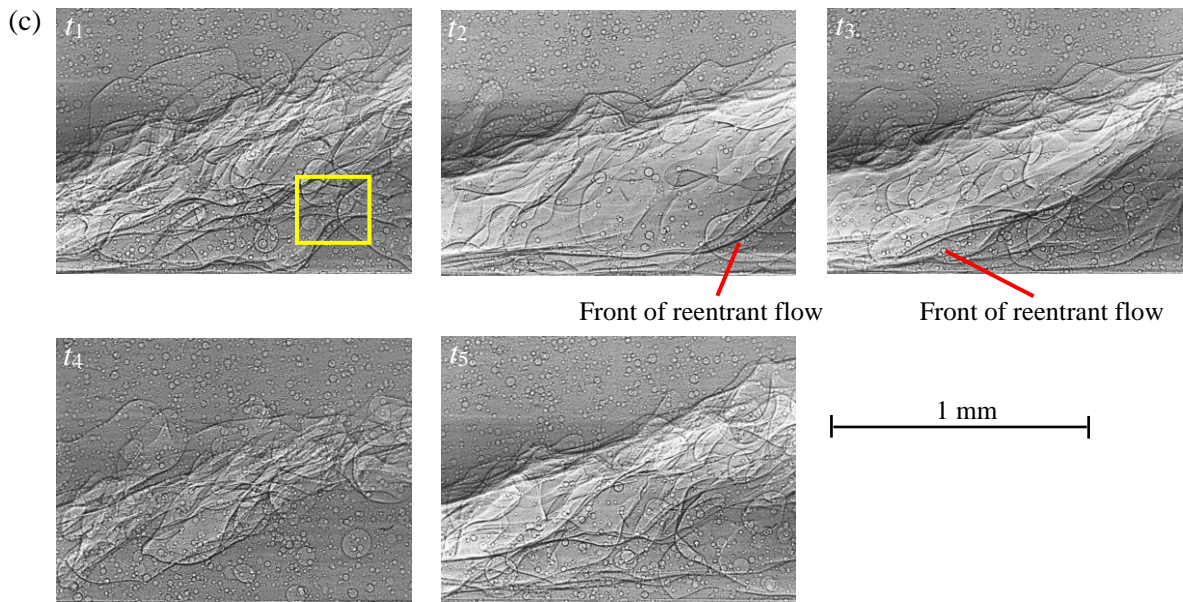 (c)
t1
t2
t3
Front of reentrant flow
Front of reentrant flow
t4
t5
1 mm